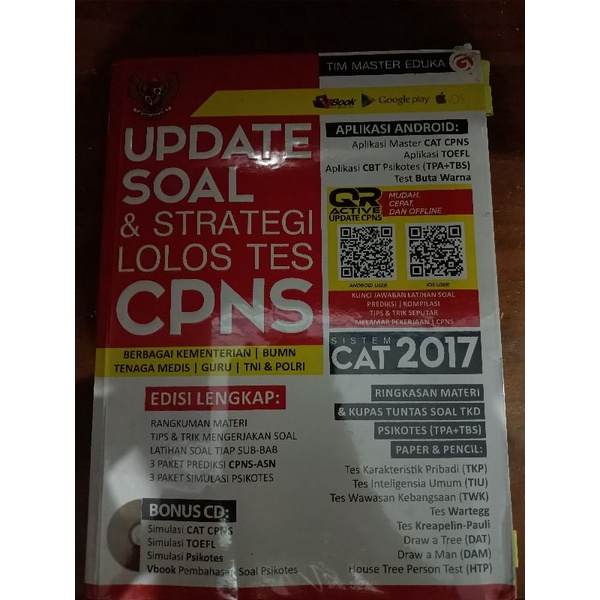 TIM MASTER EDUKA
Google play
iOS
UPDATE
SOAL
& STRATEGI
LOLOS TES
CPNS
BERBAGAI KEMENTERIAN | BUMN
TENAGA MEDIS | GURU | TNI & POLRI
APLIKASI ANDROID:
Aplikasi Master CAT CPNS
Aplikasi TOEFL
Aplikasi CBT Psikotes (TPA+TBS)
Test Buta Warna
QR
ACTIVE
UPDATE CPNS
MUDAH,
CEPAT,
DAN OFFLINE
ANDROID USER
IOS USER
KUNCI JAWABAN LATIHAN SOAL
PREDIKSI | KOMPILASI
TIPS & TRIK SEPUTAR
MELAMAR PEKERJAAN | CPNS
SISTEM
CAT 2017
EDISI LENGKAP:
RANGKUMAN MATERI
TIPS & TRIK MENGERJAKAN SOAL
LATIHAN SOAL TIAP SUB-BAB
3 PAKET PREDIKSI CPNS-ASN
3 PAKET SIMULASI PSIKOTES
BONUS CD:
Simulasi CAT CPNS
Simulasi TOEFL
Simulasi Psikotes
Vbook Pembahasan Soal Psikotes
RINGKASAN MATERI
& KUPAS TUNTAS SOAL TKD
PSIKOTES (TPA+TBS)
PAPER & PENCIL:
Tes Karakteristik Pribadi (TKP)
Tes Inteligensia Umum (TIU)
Tes Wawasan Kebangsaan (TWK)
Tes Wartegg
Tes Kreapelin-Pauli
Draw a Tree (DAT)
Draw a Man (DAM)
House Tree Person Test (HTP)